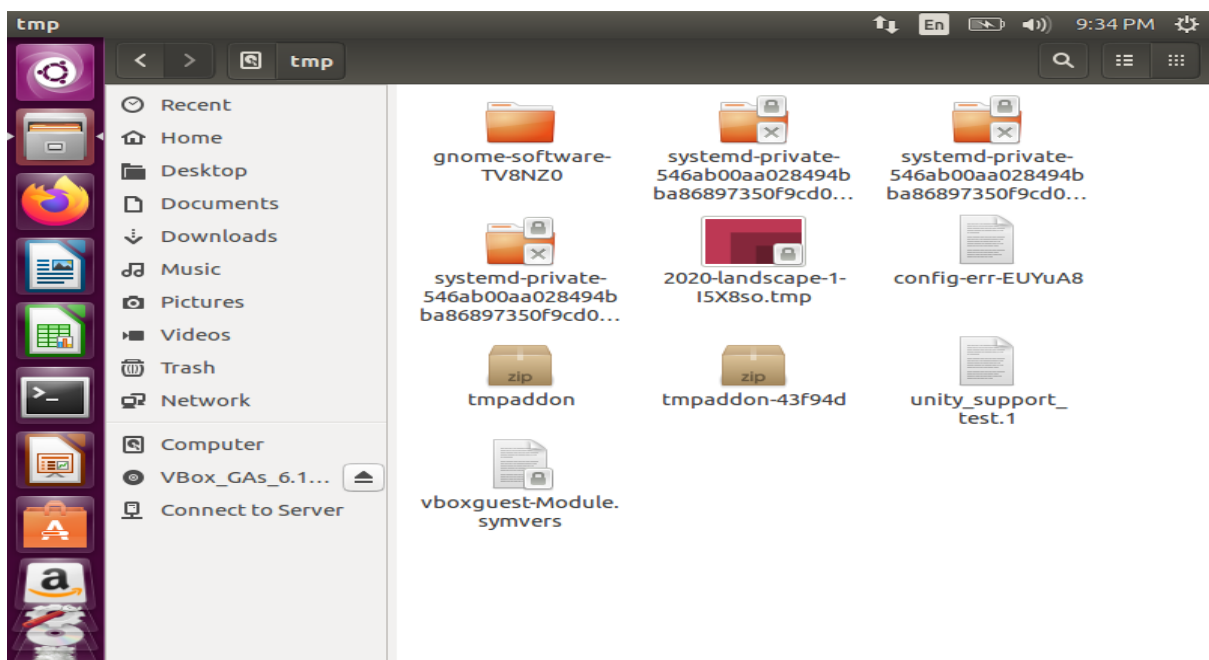 tmp
En
9:34 PM
tmp
Recent
Home
Desktop
Documents
Downloads
Music
Pictures
Videos
Trash
Network
Computer
VBox_GAs_6.1...
Connect to Server
gnome-software-
TV8NZ0
systemd-private-
546ab00aa028494b
ba86897350f9cd0...
systemd-private-
546ab00aa028494b
ba86897350f9cd0...
systemd-private-
546ab00aa028494b
ba86897350f9cd0...
2020-landscape-1-
I5X8so.tmp
config-err-EUYuA8
zip
tmpaddon
zip
tmpaddon-43f94d
unity_support_
test.1
vboxguest-Module.
symvers
>_
A
a